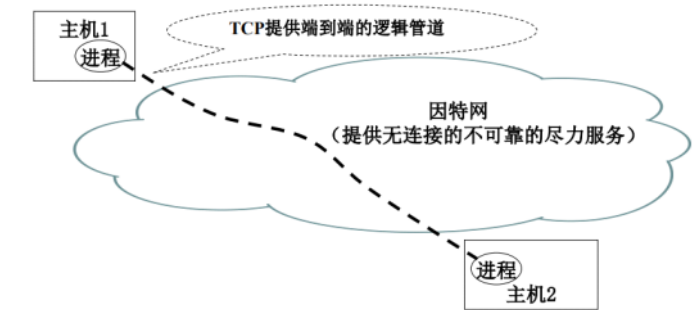 主机1
进程
TCP提供端到端的逻辑管道
因特网
（提供无连接的不可靠的尽力服务）
进程
主机2